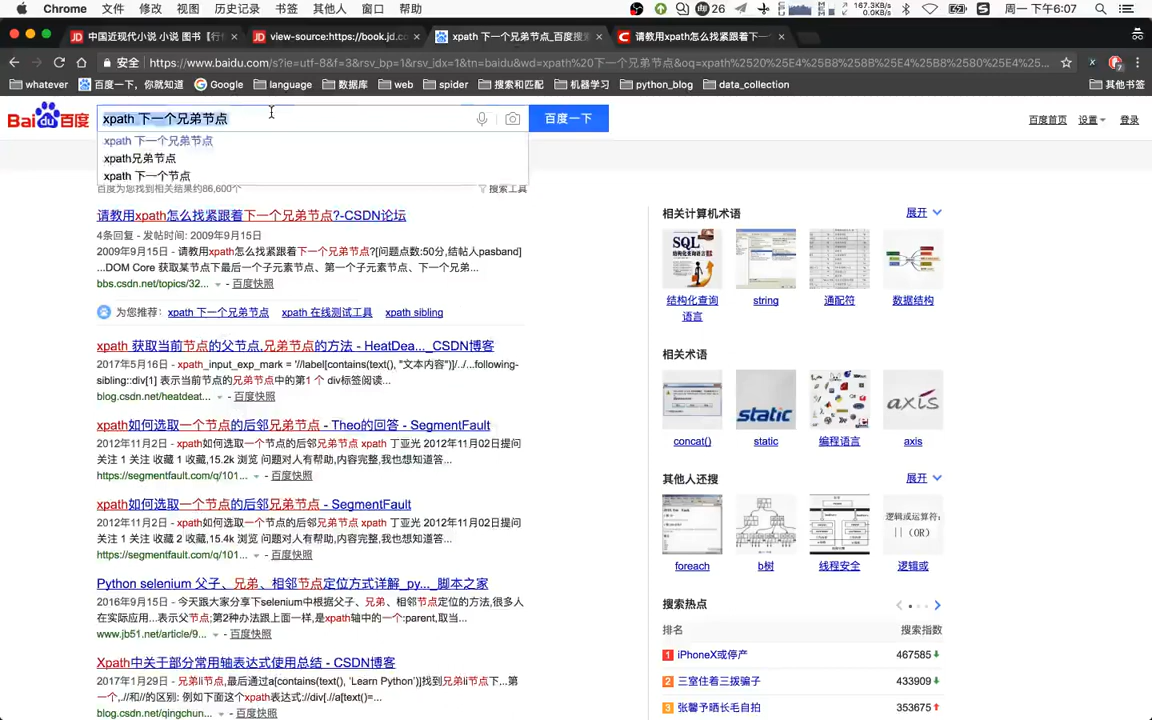 Chrome 文件 修改 视图 历史记录 书签 其他人 窗口 帮助
26 167.3KB/s 0.0KB/s 周一 下午6:07
中国近现代小说 小说 图书【行 view-source:https://book.jd.c xpath 下一个兄弟节点_百度搜 请教用xpath怎么找紧跟着下一
安全 https://www.baidu.com/s?ie=utf-8&f=3&rsv_bp=1&rsv_idx=1&tn=baidu&wd=xpath%20下一个兄弟节点&oq=xpath%2520%25E4%25B8%258B%25E4%25B8%2580%25E4%25...
whatever 百度一下，你就知道 Google language 数据库 web spider 搜索和匹配 机器学习 python_blog data_collection 其他书签
Bai百度 xpath 下一个兄弟节点 百度一下 百度首页 设置 登录
xpath 下一个兄弟节点
xpath兄弟节点
xpath 下一个节点
百度为您找到相关结果约86,600个 搜索工具
请教用xpath怎么找紧跟着下一个兄弟节点?-CSDN论坛
4条回复 - 发帖时间: 2009年9月15日
2009年9月15日 - 请教用xpath怎么找紧跟着下一个兄弟节点?[问题点数:50分,结帖人pasband]
...DOM Core 获取某节点下最后一个子元素节点、第一个子元素节点、下一个兄弟...
bbs.csdn.net/topics/32... - 百度快照
为您推荐： xpath 下一个兄弟节点 xpath 在线测试工具 xpath sibling
xpath 获取当前节点的父节点,兄弟节点的方法 - HeatDea..._CSDN博客
2017年5月16日 - xpath_input_exp_mark = '//label[contains(text(), "文本内容")]/../...following-
sibling::div[1] 表示当前节点的兄弟节点中的第1 个 div标签阅读...
blog.csdn.net/heatdeat... - 百度快照
xpath如何选取一个节点的后邻兄弟节点 - Theo的回答 - SegmentFault
2012年11月2日 - xpath如何选取一个节点的后邻兄弟节点 xpath 丁亚光 2012年11月02日提问
关注 1 关注 收藏 1 收藏,15.2k 浏览 问题对人有帮助,内容完整,我也想知道答...
https://segmentfault.com/q/101... - 百度快照
xpath如何选取一个节点的后邻兄弟节点 - SegmentFault
2012年11月2日 - xpath如何选取一个节点的后邻兄弟节点 xpath 丁亚光 2012年11月02日提问
关注 1 关注 收藏 2 收藏,15.4k 浏览 问题对人有帮助,内容完整,我也想知道答...
https://segmentfault.com/q/101... - 百度快照
Python selenium 父子、兄弟、相邻节点定位方式详解_py..._脚本之家
2016年9月15日 - 今天跟大家分享下selenium中根据父子、兄弟、相邻节点定位的方法,很多人
在实际应用...表示父节点;第2种办法跟上面一样,是xpath轴中的一个:parent,取当...
www.jb51.net/article/9... - 百度快照
Xpath中关于部分常用轴表达式使用总结 - CSDN博客
2017年1月29日 - 兄弟li节点,最后通过a[contains(text(), 'Learn Python')]找到兄弟li节点下...第
一个,.//和//的区别: 例如下面这个xpath表达式://div[.//a[text()=...
blog.csdn.net/qingchun... - 百度快照
相关计算机术语 展开
SQL
结构化查询语言 string 通配符 数据结构
相关术语
static axis
concat() static 编程语言 axis
其他人还搜 展开
逻辑或运算符：
||（OR）
foreach b树 线程安全 逻辑或
搜索热点
排名 搜索指数
1 iPhoneX或停产 467585
2 三室住着三拨骗子 433909
3 张馨予晒长毛自拍 353675